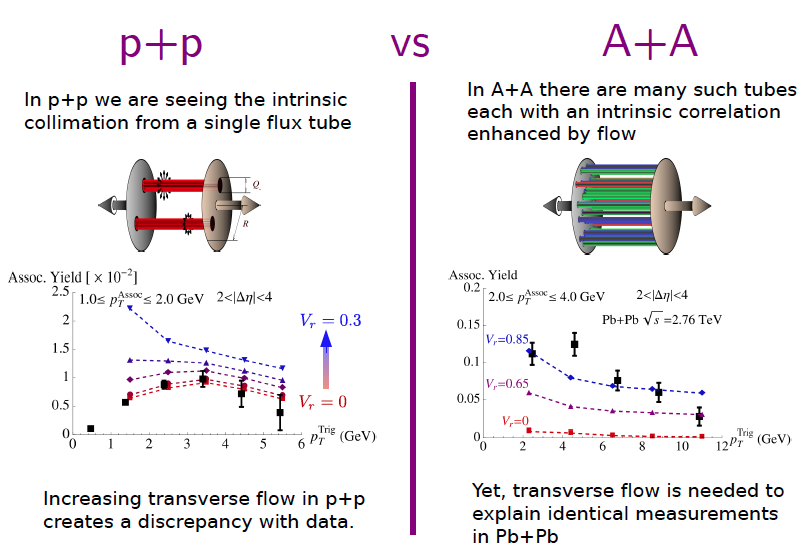 p+p
vs
A+A
In p+p we are seeing the intrinsic
collimation from a single flux tube
In A+A there are many such tubes
each with an intrinsic correlation
enhanced by flow
Q
R
Assoc. Yield [ × 10⁻²]
1.0≤ p_T^Assoc ≤ 2.0 GeV 2<|Δη|<4
2.5
2
1.5
1
0.5
0
0 1 2 3 4 5 6
p_T^Trig (GeV)
V_r = 0.3
V_r = 0
Assoc. Yield
2.0≤ p_T^Assoc ≤ 4.0 GeV 2<|Δη|<4
Pb+Pb √s =2.76 TeV
0.2
0.15
0.1
0.05
0
V_r=0.85
V_r=0.65
V_r=0
0 2 4 6 8 10 12
p_T^Trig (GeV)
Increasing transverse flow in p+p
creates a discrepancy with data.
Yet, transverse flow is needed to
explain identical measurements
in Pb+Pb